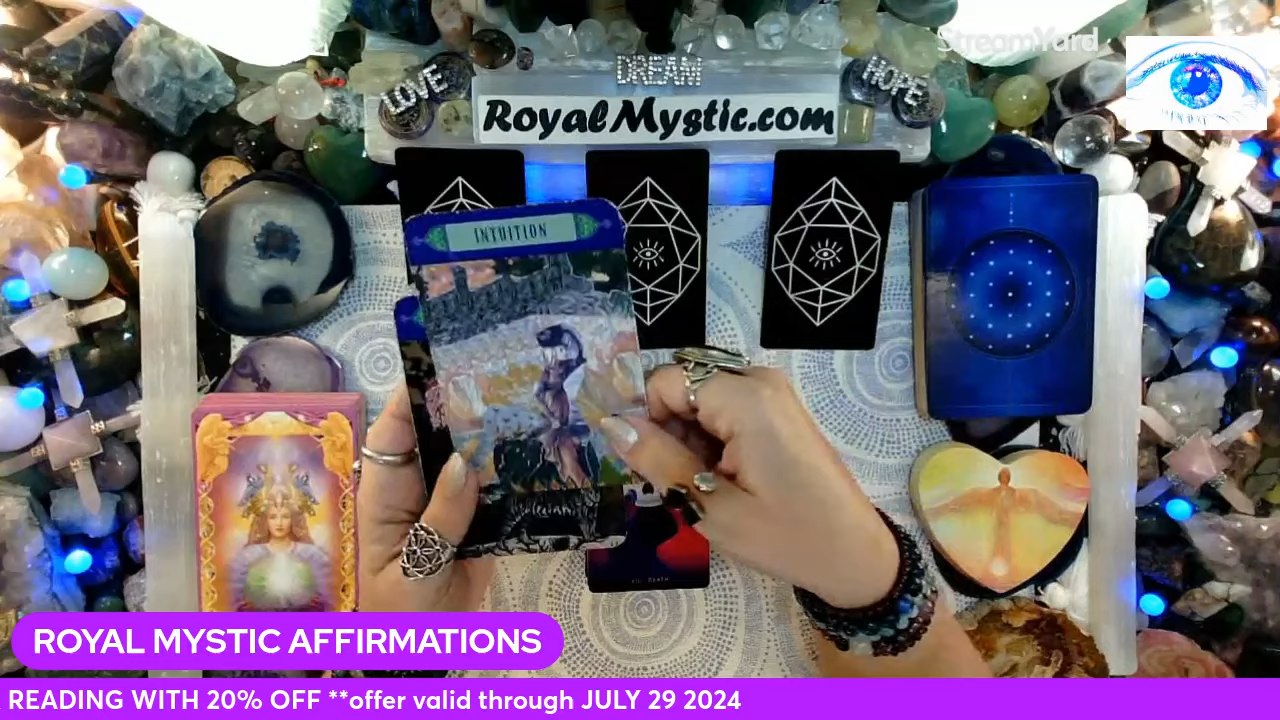 StreamYard
LOVE
DREAM
HOPE
RoyalMystic.com
INTUITION
ROYAL MYSTIC AFFIRMATIONS
READING WITH 20% OFF **offer valid through JULY 29 2024